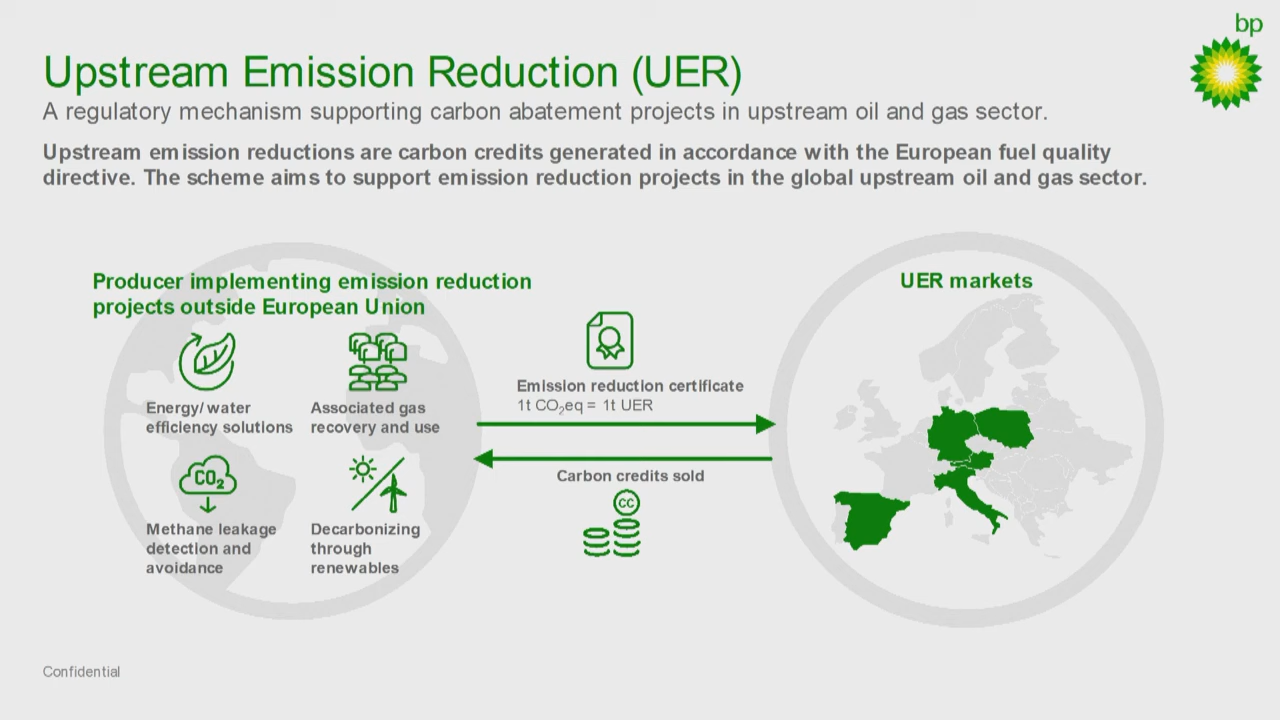 bp
Upstream Emission Reduction (UER)
A regulatory mechanism supporting carbon abatement projects in upstream oil and gas sector.
Upstream emission reductions are carbon credits generated in accordance with the European fuel quality
directive. The scheme aims to support emission reduction projects in the global upstream oil and gas sector.
Producer implementing emission reduction
projects outside European Union
Energy/water
efficiency solutions
Associated gas
recovery and use
CO₂
Methane leakage
detection and
avoidance
Decarbonizing
through
renewables
Emission reduction certificate
1t CO₂eq = 1t UER
Carbon credits sold
CC
UER markets
Confidential